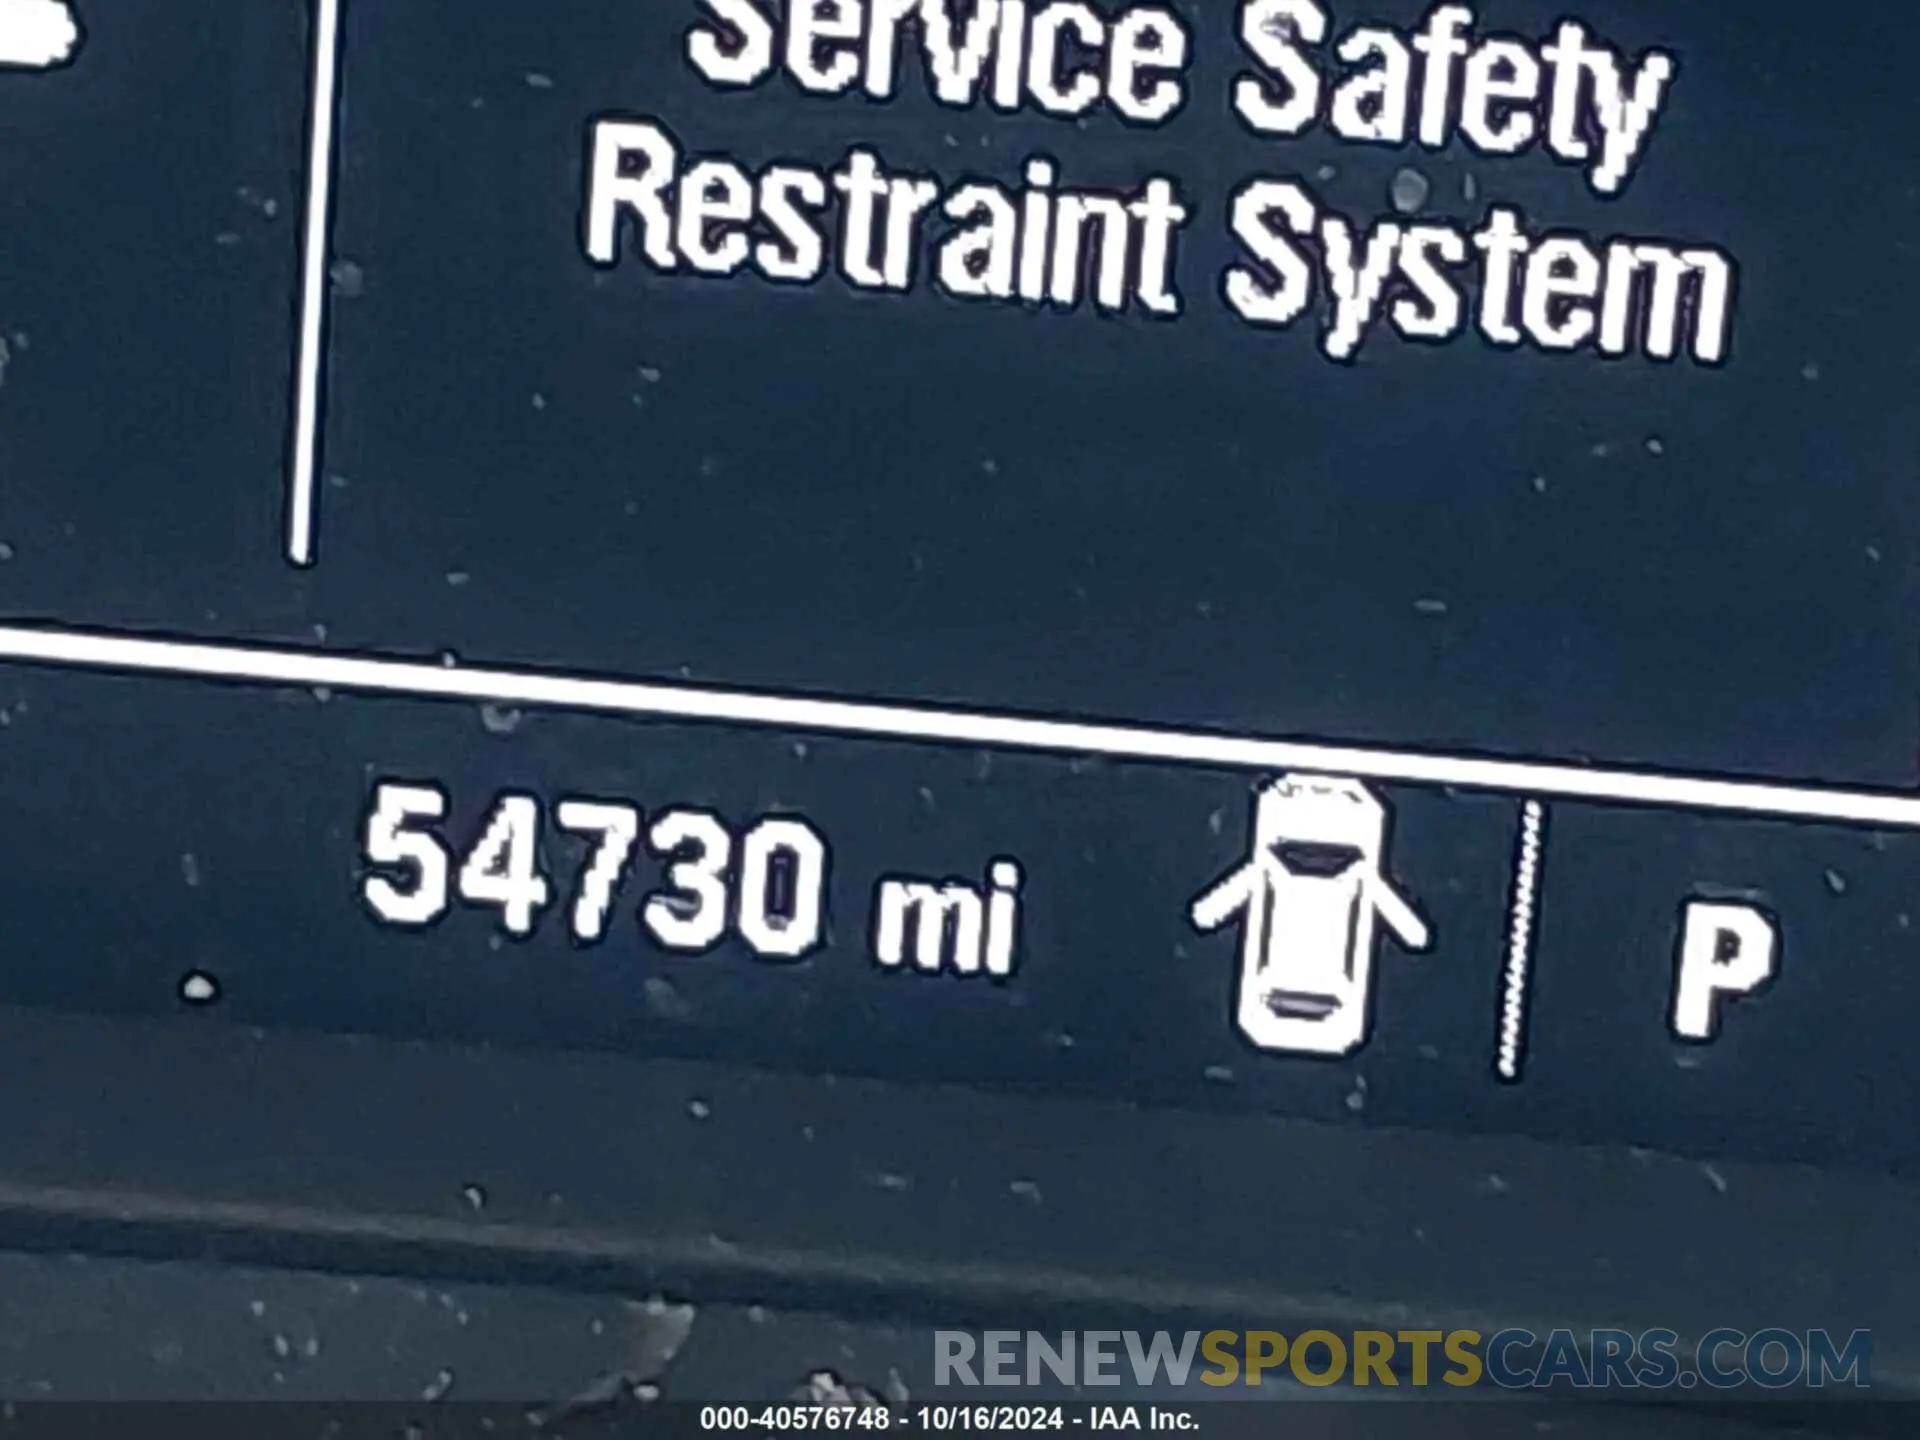 Service Safety
Restraint System
54730 mi
P
RENEWSPORTSCARS.COM
000-40576748 - 10/16/2024 - IAA Inc.